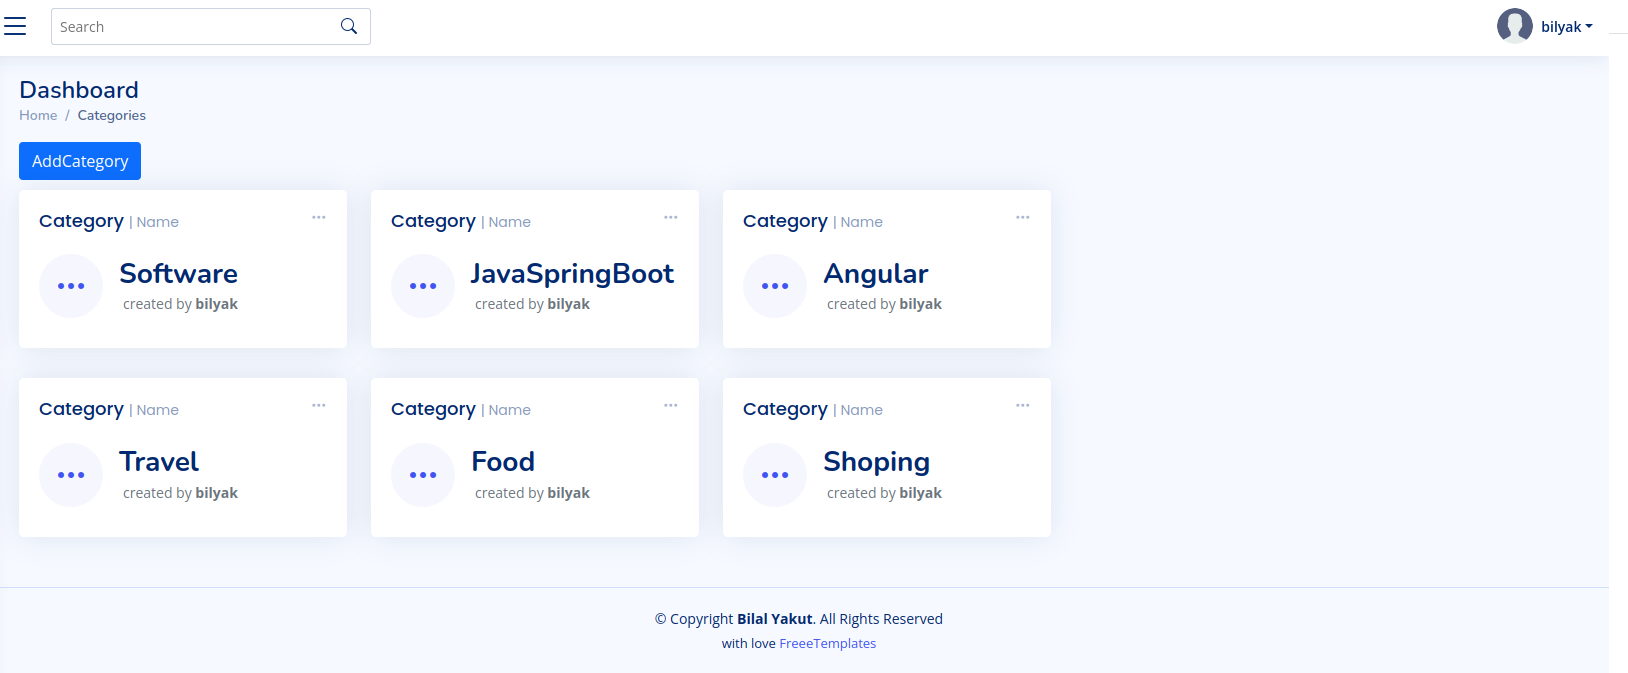 Search
bilyak
Dashboard
Home / Categories
AddCategory
Category | Name
Software
created by bilyak
Category | Name
JavaSpringBoot
created by bilyak
Category | Name
Angular
created by bilyak
Category | Name
Travel
created by bilyak
Category | Name
Food
created by bilyak
Category | Name
Shoping
created by bilyak
© Copyright Bilal Yakut. All Rights Reserved
with love FreeeTemplates